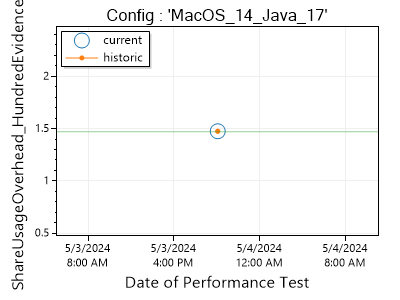 Config : 'MacOS_14_Java_17'
current
historic
ShareUsageOverhead_HundredEvidence
2
1.5
1
0.5
5/3/2024 5/3/2024 5/4/2024 5/4/2024
8:00 AM 4:00 PM 12:00 AM 8:00 AM
Date of Performance Test